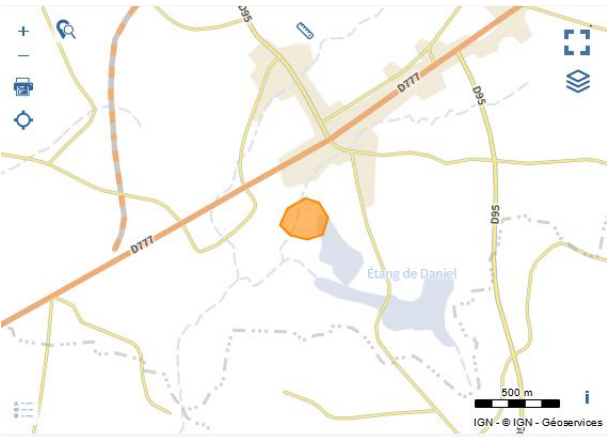 D95
D777
D95
D777
D95
Étang de Daniel
500 m
i
IGN - © IGN - Géoservices